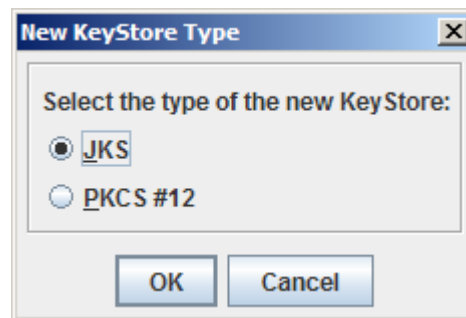 New KeyStore Type
Select the type of the new KeyStore:
JKS
PKCS #12
OK Cancel